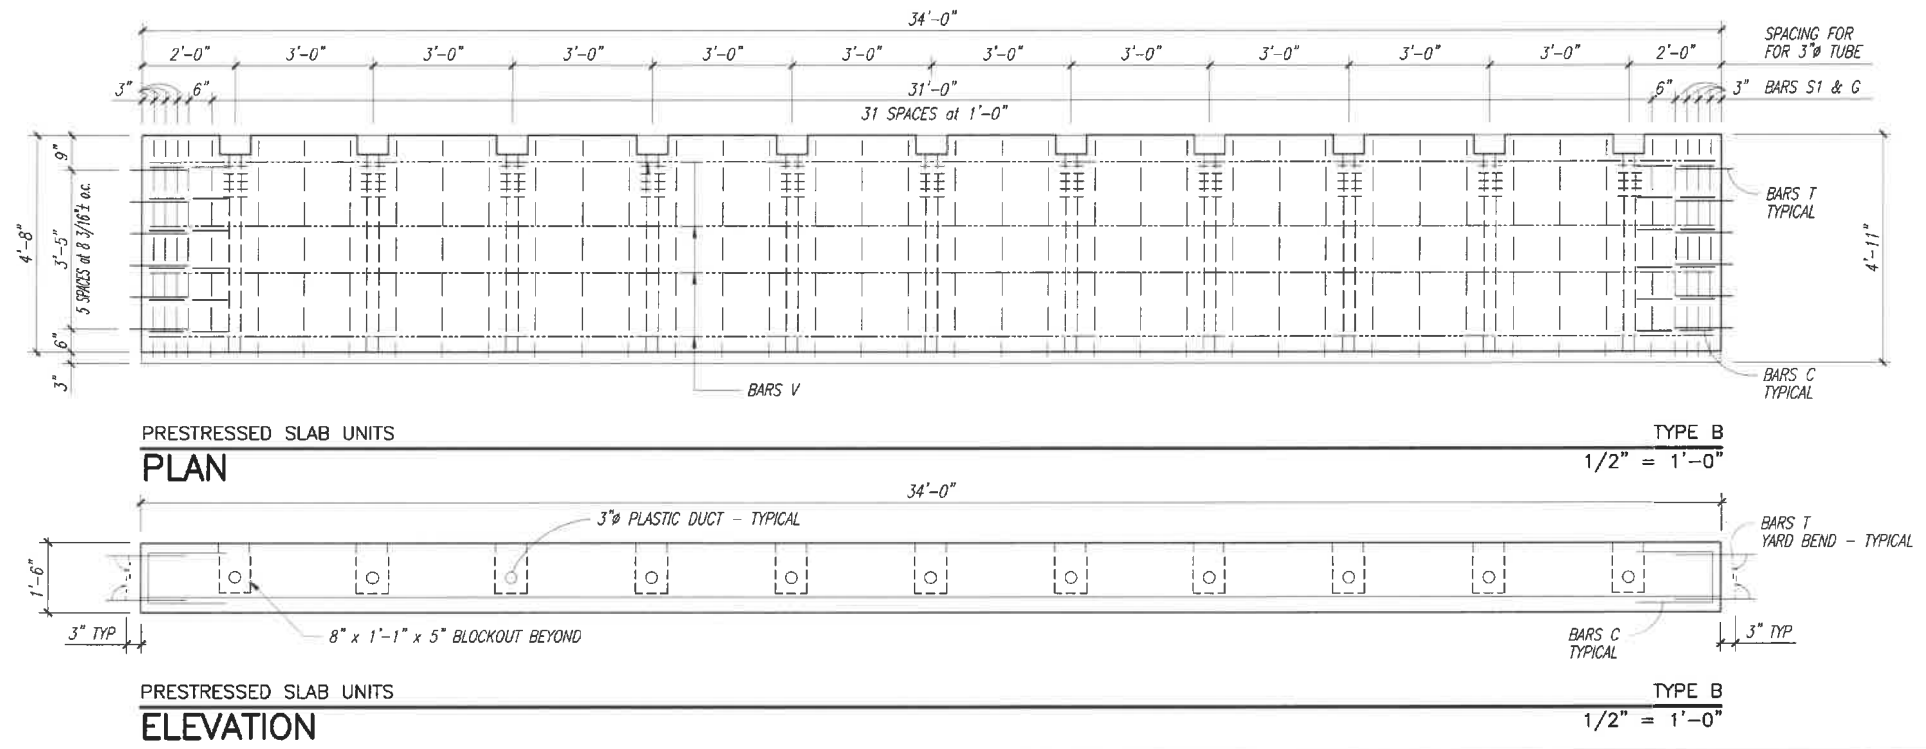 34'-0"
SPACING FOR
FOR 3"ø TUBE
2'-0" 3'-0" 3'-0" 3'-0" 3'-0" 3'-0" 3'-0" 3'-0" 3'-0" 3'-0" 3'-0" 2'-0"
3" 6" 31'-0" 6" 3" BARS S1 & G
31 SPACES at 1'-0"
9"
4'-8"
3'-5"
5 SPACES at 8 3/16"± o.c.
6"
3"
BARS T
TYPICAL
4'-11"
BARS C
TYPICAL
BARS V
PRESTRESSED SLAB UNITS TYPE B
PLAN 1/2" = 1'-0"
34'-0"
3"ø PLASTIC DUCT - TYPICAL
BARS T
YARD BEND - TYPICAL
1'-6"
3" TYP
8" x 1'-1" x 5" BLOCKOUT BEYOND
BARS C
TYPICAL
3" TYP
PRESTRESSED SLAB UNITS TYPE B
ELEVATION 1/2" = 1'-0"